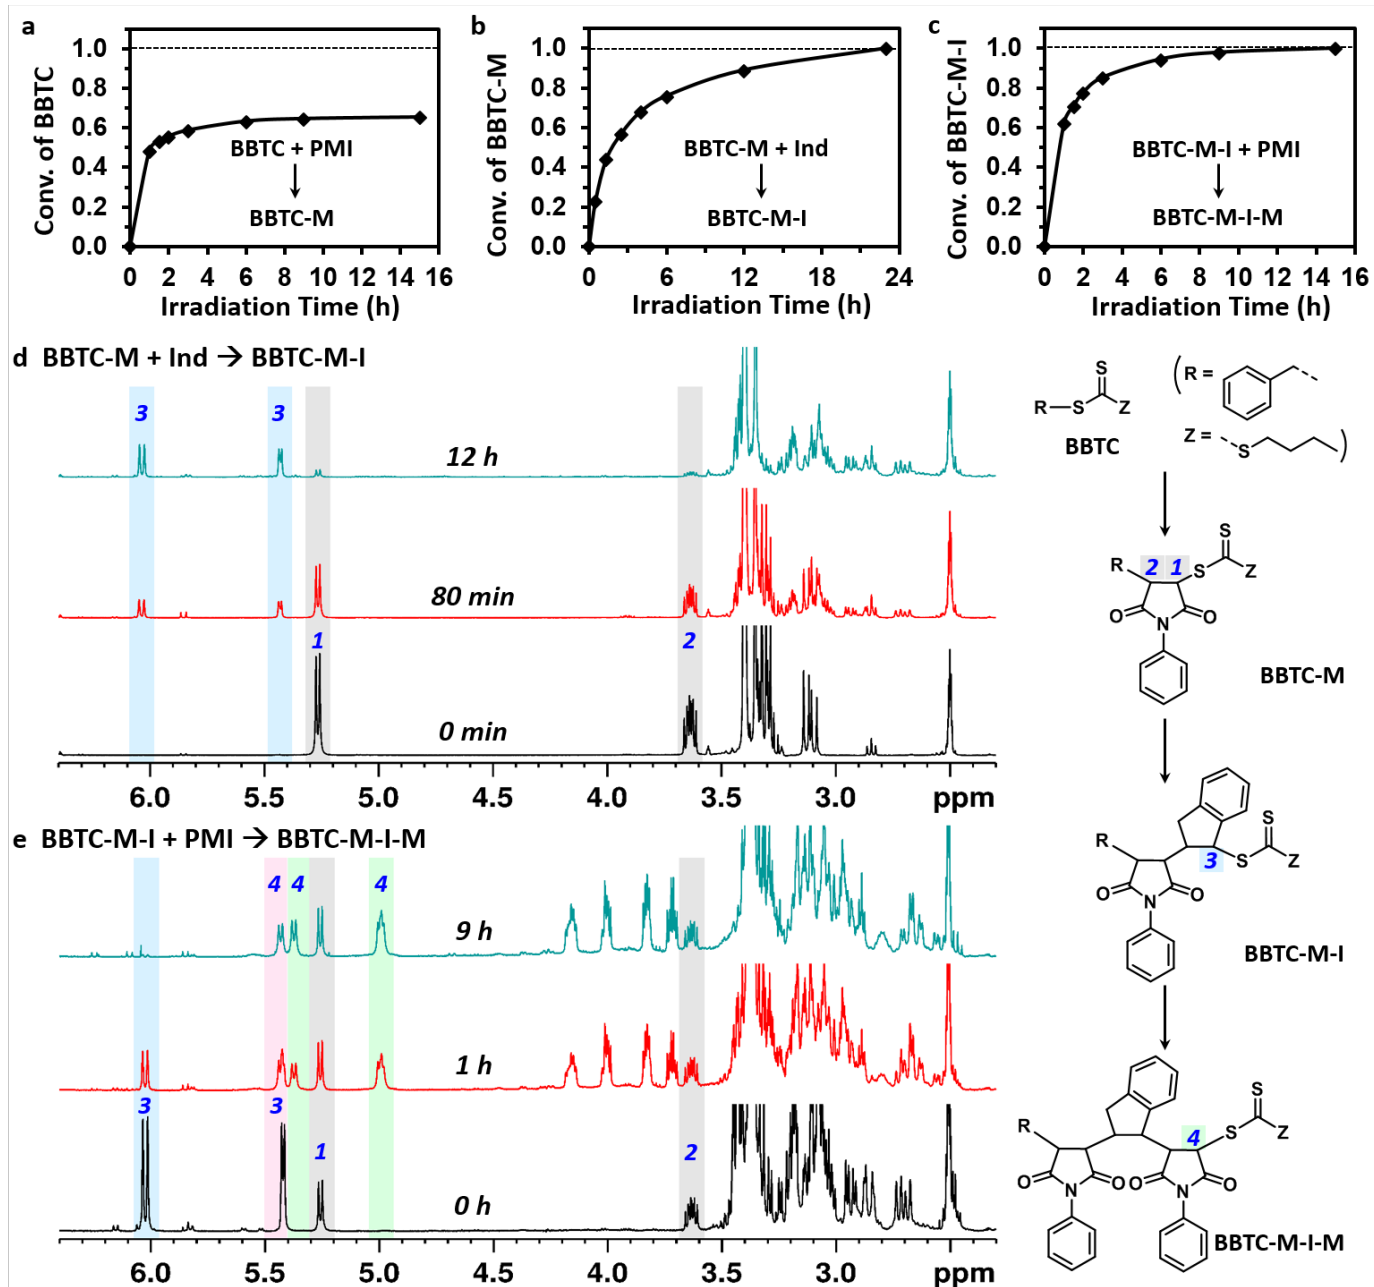 a
1.0
0.8
0.6
0.4
0.2
0.0
Conv. of BBTC
BBTC + PMI
BBTC-M
0 2 4 6 8 10 12 14 16
Irradiation Time (h)
b
1.0
0.8
0.6
0.4
0.2
0.0
Conv. of BBTC-M
BBTC-M + Ind
BBTC-M-I
0 6 12 18 24
Irradiation Time (h)
c
1.0
0.8
0.6
0.4
0.2
0.0
Conv. of BBTC-M-I
BBTC-M-I + PMI
BBTC-M-I-M
0 2 4 6 8 10 12 14 16
Irradiation Time (h)
d BBTC-M + Ind → BBTC-M-I
3 3
12 h
80 min
1 2
0 min
6.0 5.5 5.0 4.5 4.0 3.5 3.0 ppm
e BBTC-M-I + PMI → BBTC-M-I-M
4 4 4
9 h
1 h
3 3 1 2
0 h
6.0 5.5 5.0 4.5 4.0 3.5 3.0 ppm
S
R S Z
BBTC
(R =
Z = S )
S
R 2 1 S Z
O N O
BBTC-M
S
R 3 S Z
O N O
BBTC-M-I
S
R 4 S Z
O N O O N O
BBTC-M-I-M